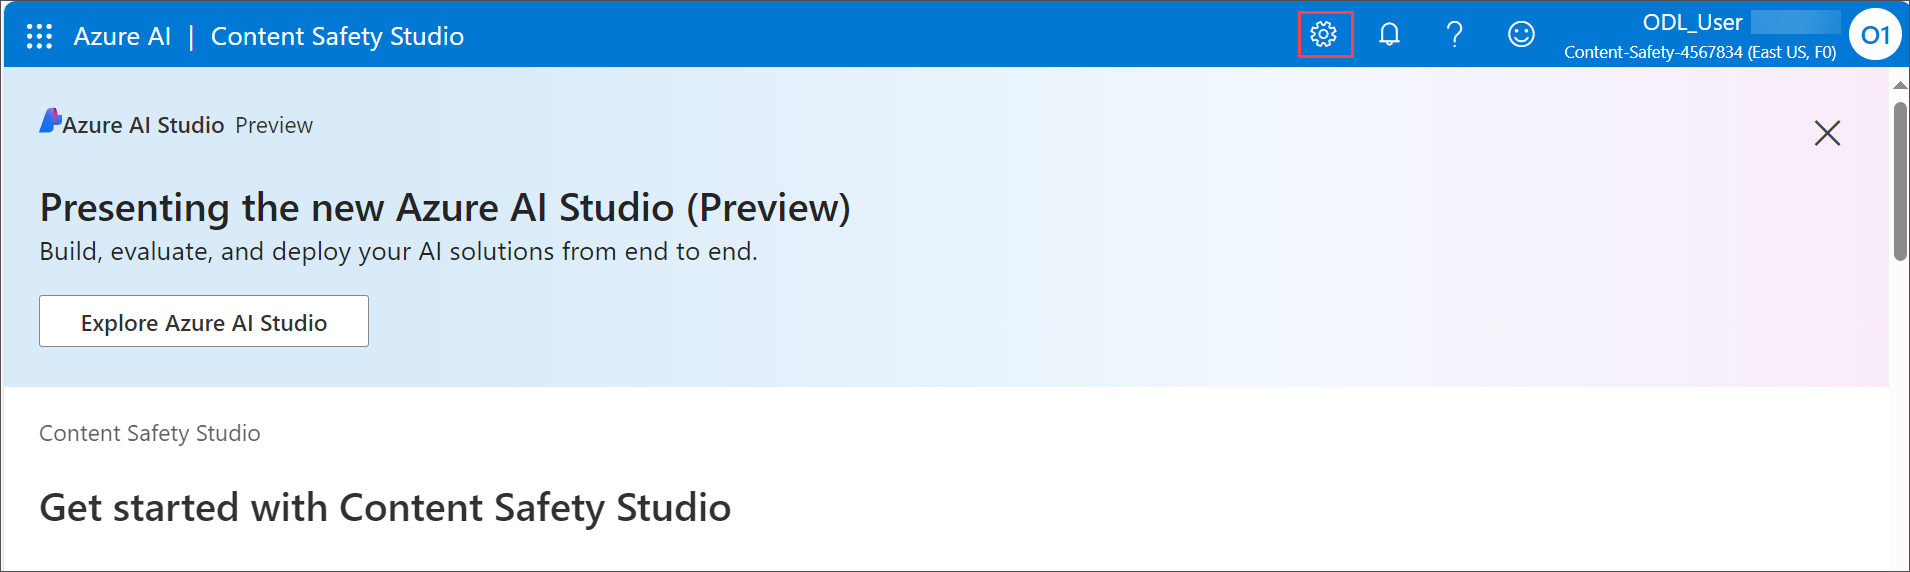 Azure AI | Content Safety Studio
ODL_User
Content-Safety-4567834 (East US, F0)
O1
Azure AI Studio Preview
Presenting the new Azure AI Studio (Preview)
Build, evaluate, and deploy your AI solutions from end to end.
Explore Azure AI Studio
Content Safety Studio
Get started with Content Safety Studio